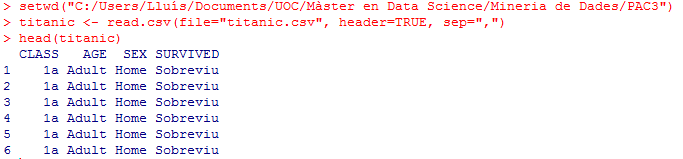 > setwd("C:/Users/Lluís/Documents/UOC/Màster en Data Science/Mineria de Dades/PAC3")
> titanic <- read.csv(file="titanic.csv", header=TRUE, sep=",")
> head(titanic)
  CLASS   AGE  SEX SURVIVED
1    1a Adult Home Sobreviu
2    1a Adult Home Sobreviu
3    1a Adult Home Sobreviu
4    1a Adult Home Sobreviu
5    1a Adult Home Sobreviu
6    1a Adult Home Sobreviu